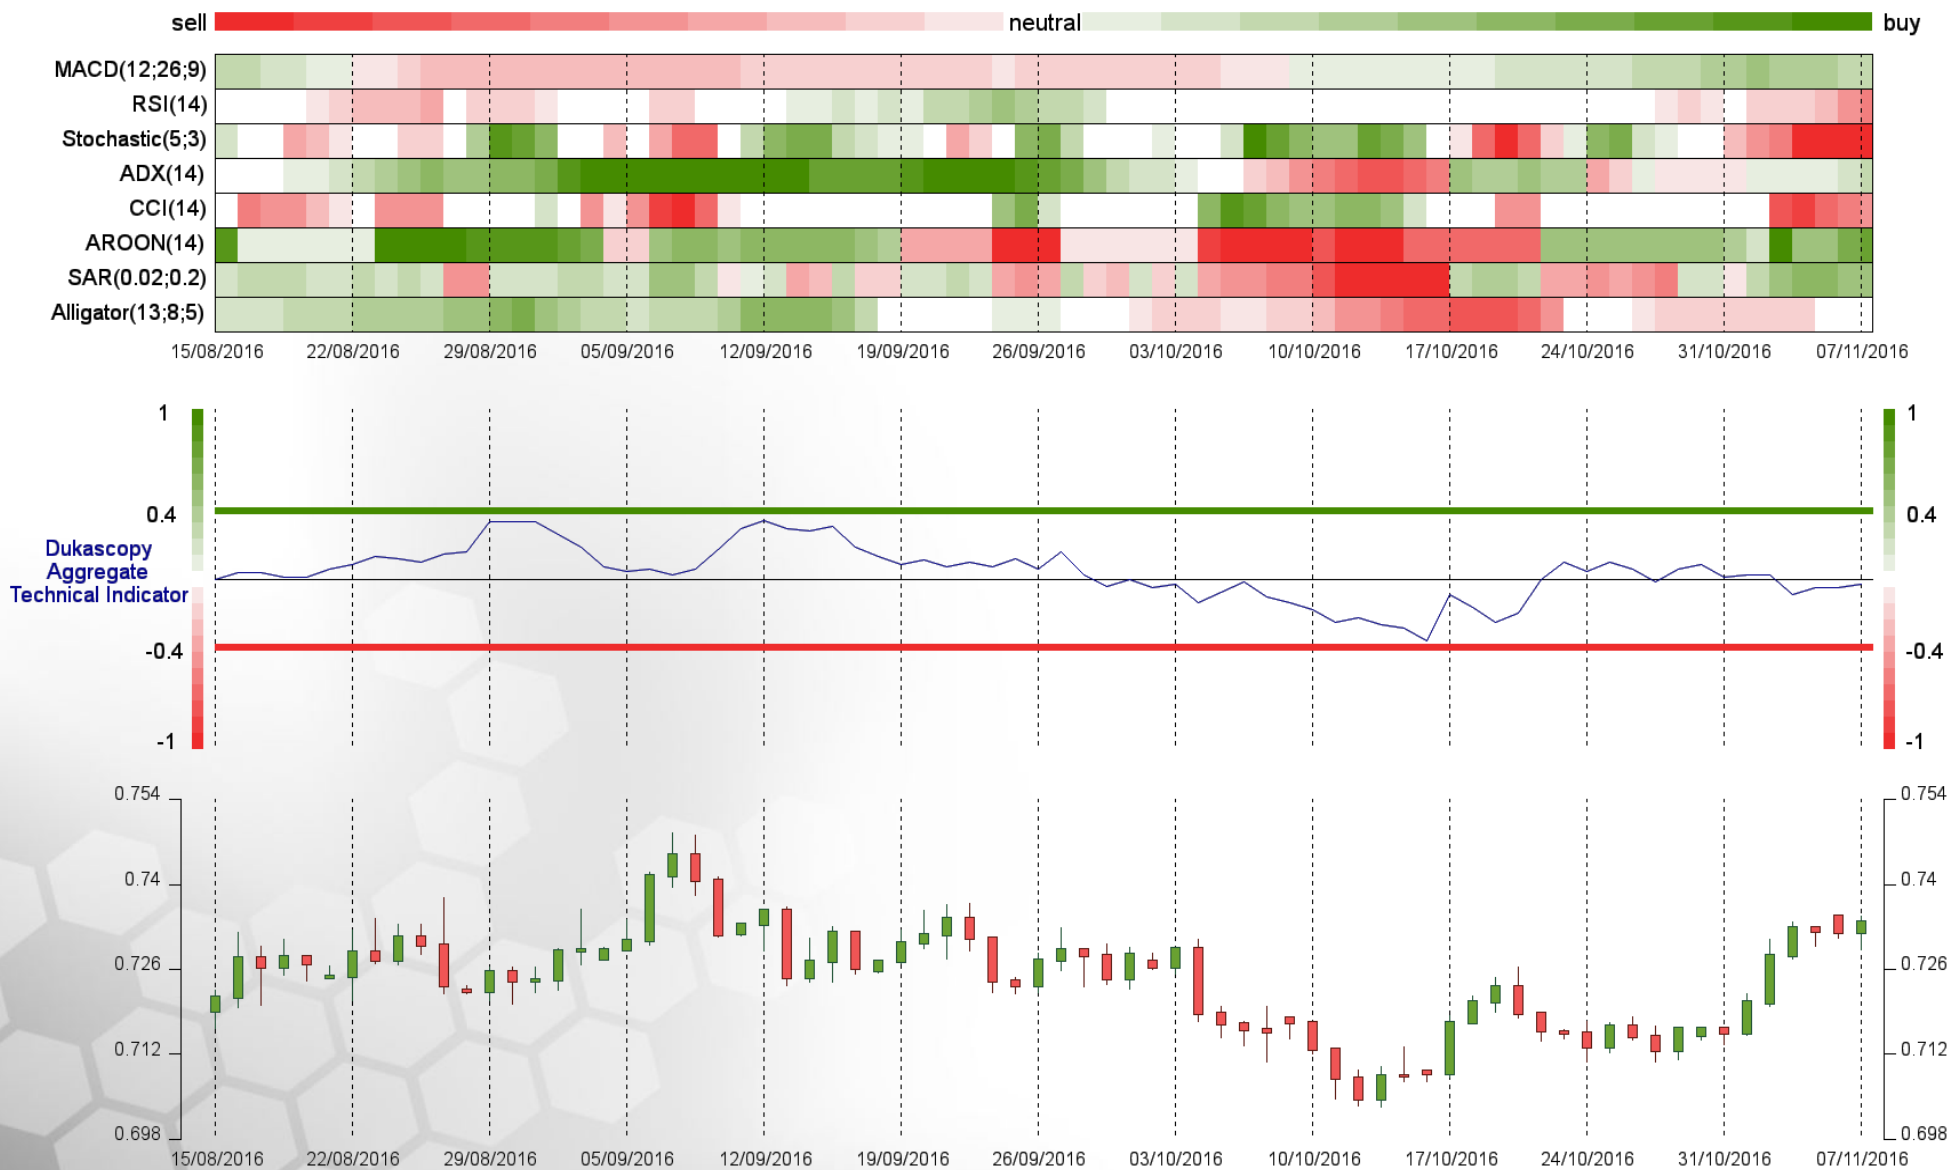 sell neutral buy
MACD(12;26;9)
RSI(14)
Stochastic(5;3)
ADX(14)
CCI(14)
AROON(14)
SAR(0.02;0.2)
Alligator(13;8;5)
15/08/2016 22/08/2016 29/08/2016 05/09/2016 12/09/2016 19/09/2016 26/09/2016 03/10/2016 10/10/2016 17/10/2016 24/10/2016 31/10/2016 07/11/2016
1 1
0.4 0.4
Dukascopy
Aggregate
Technical Indicator
-0.4 -0.4
-1 -1
0.754 0.754
0.74 0.74
0.726 0.726
0.712 0.712
0.698 0.698
15/08/2016 22/08/2016 29/08/2016 05/09/2016 12/09/2016 19/09/2016 26/09/2016 03/10/2016 10/10/2016 17/10/2016 24/10/2016 31/10/2016 07/11/2016